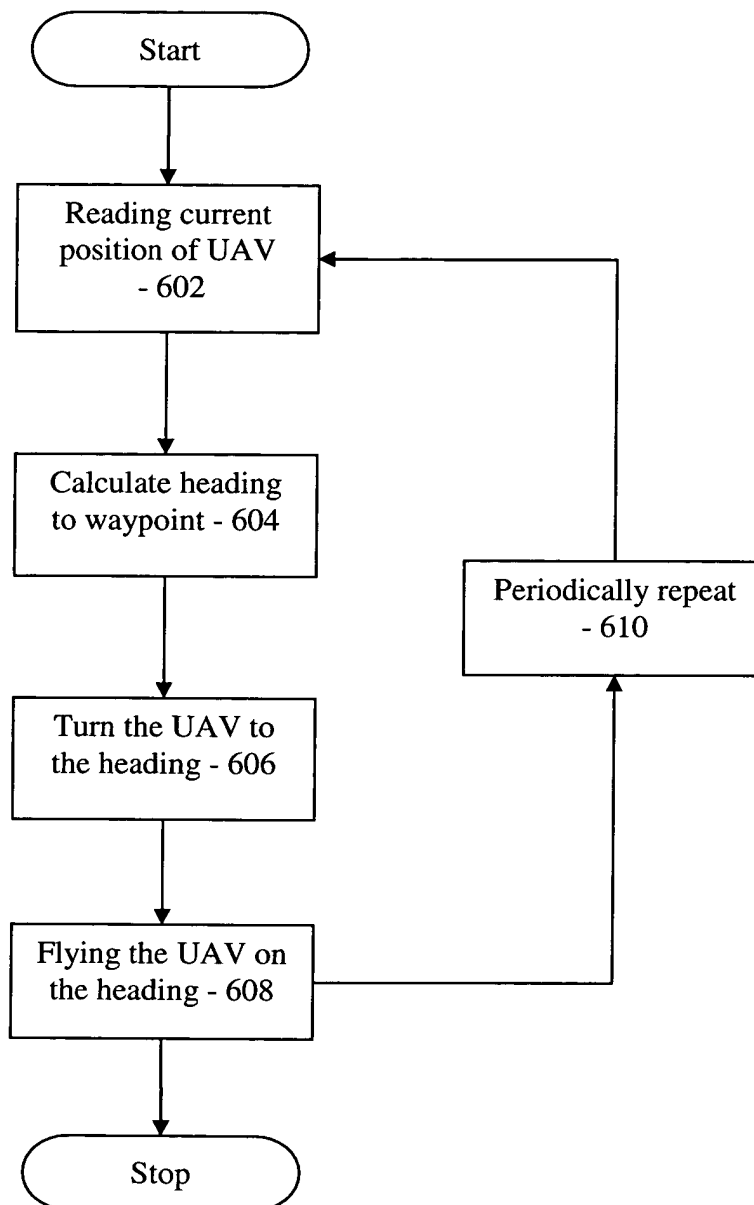 Start
Reading current
position of UAV
- 602
Calculate heading
to waypoint - 604
Periodically repeat
- 610
Turn the UAV to
the heading - 606
Flying the UAV on
the heading - 608
Stop